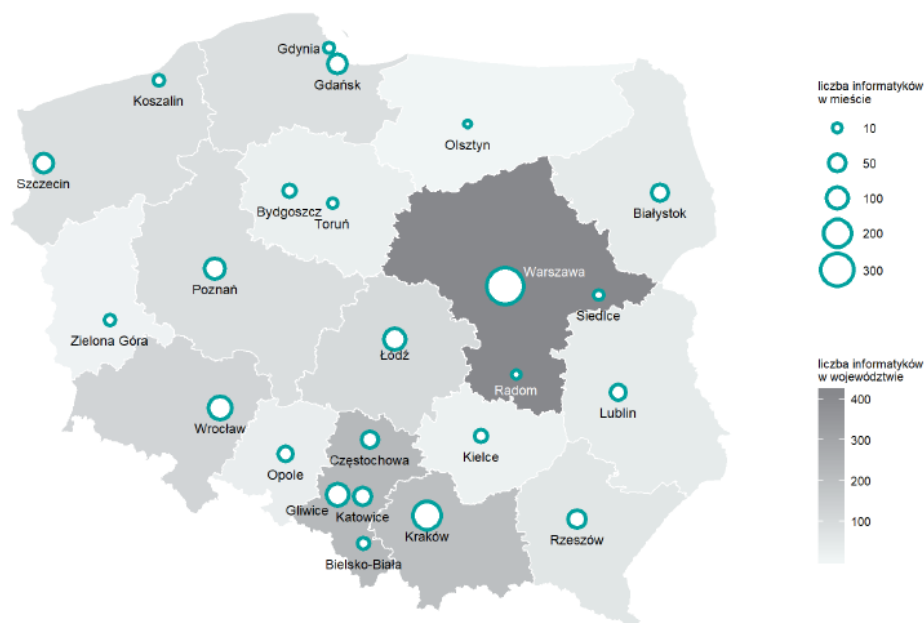 Gdynia
Gdańsk
Koszalin
Olsztyn
Szczecin
Bydgoszcz
Toruń
Białystok
Poznań
Warszawa
Siedlce
Zielona Góra
Łódź
Radom
Lublin
Wrocław
Opole
Częstochowa
Kielce
Gliwice
Katowice
Kraków
Rzeszów
Bielsko-Biała
liczba informatyków
w mieście
10
50
100
200
300
liczba informatyków
w województwie
400
300
200
100